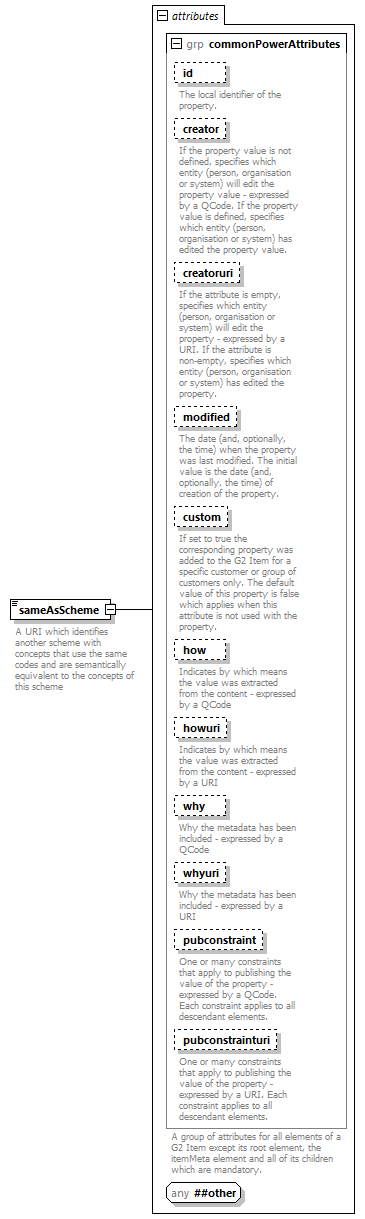 attributes
grp commonPowerAttributes
id
The local identifier of the
property.
creator
If the property value is not
defined, specifies which
entity (person, organisation
or system) will edit the
property value - expressed
by a QCode. If the property
value is defined, specifies
which entity (person,
organisation or system) has
edited the property value.
creatoruri
If the attribute is empty,
specifies which entity
(person, organisation or
system) will edit the
property - expressed by a
URI. If the attribute is
non-empty, specifies which
entity (person, organisation
or system) has edited the
property.
modified
The date (and, optionally,
the time) when the property
was last modified. The initial
value is the date (and,
optionally, the time) of
creation of the property.
custom
If set to true the
corresponding property was
added to the G2 Item for a
specific customer or group of
customers only. The default
value of this property is false
which applies when this
attribute is not used with the
property.
sameAsScheme
A URI which identifies
another scheme with
concepts that use the same
codes and are semantically
equivalent to the concepts of
this scheme
how
Indicates by which means
the value was extracted
from the content - expressed
by a QCode
howuri
Indicates by which means
the value was extracted
from the content - expressed
by a URI
why
Why the metadata has been
included - expressed by a
QCode
whyuri
Why the metadata has been
included - expressed by a
URI
pubconstraint
One or many constraints
that apply to publishing the
value of the property -
expressed by a QCode.
Each constraint applies to all
descendant elements.
pubconstrainturi
One or many constraints
that apply to publishing the
value of the property -
expressed by a URI. Each
constraint applies to all
descendant elements.
A group of attributes for all elements of a
G2 Item except its root element, the
itemMeta element and all of its children
which are mandatory.
any ##other